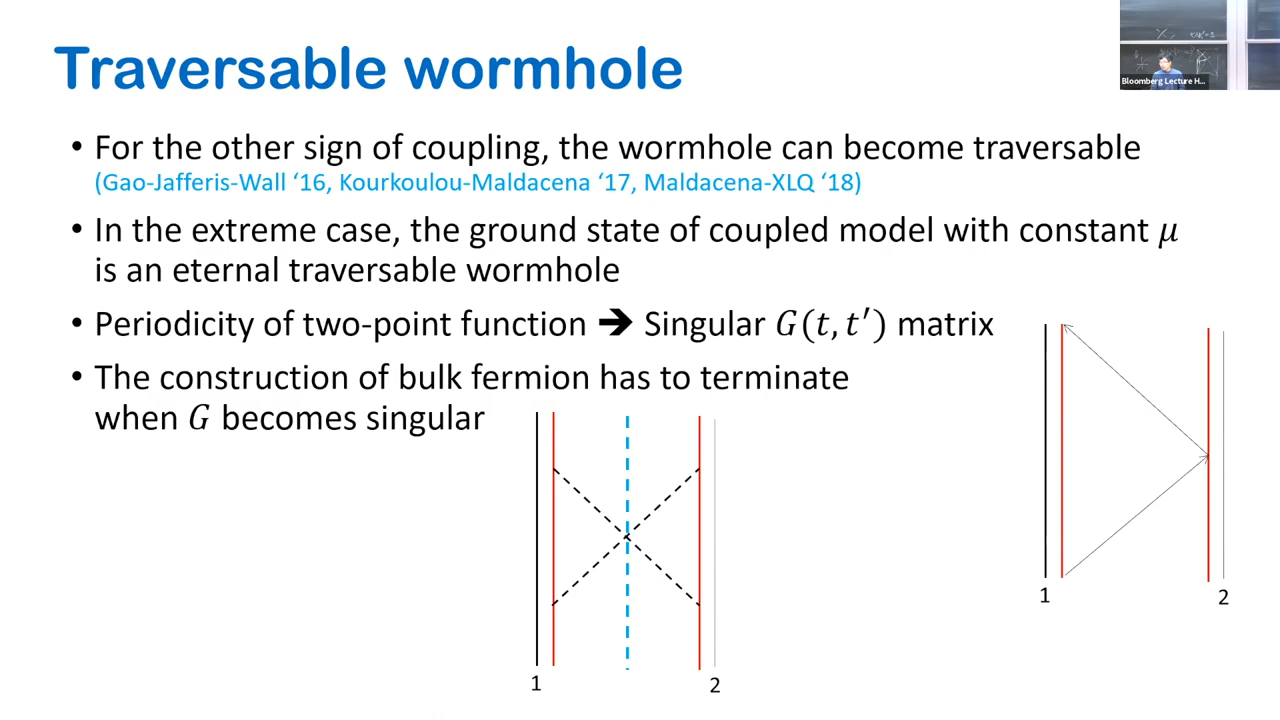 Traversable wormhole
Bloomberg Lecture H...
• For the other sign of coupling, the wormhole can become traversable
(Gao-Jafferis-Wall ‘16, Kourkoulou-Maldacena ‘17, Maldacena-XLQ ‘18)
• In the extreme case, the ground state of coupled model with constant μ
is an eternal traversable wormhole
• Periodicity of two-point function ➔ Singular G(t, t′) matrix
• The construction of bulk fermion has to terminate
when G becomes singular
1
2
1
2